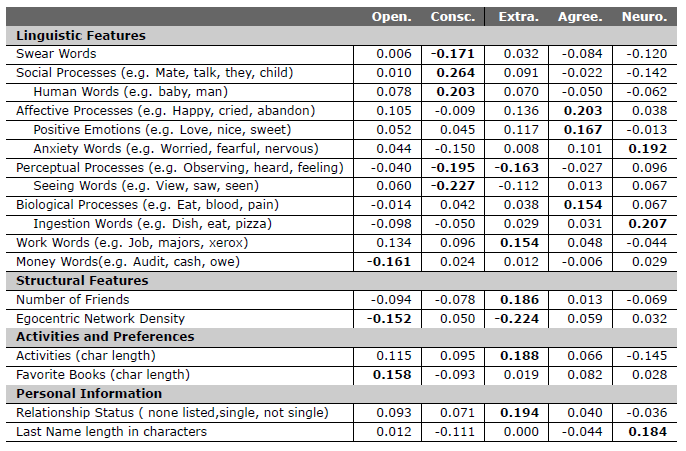 Open. Consc. Extra. Agree. Neuro.
Linguistic Features
Swear Words 0.006 -0.171 0.032 -0.084 -0.120
Social Processes (e.g. Mate, talk, they, child) 0.010 0.264 0.091 -0.022 -0.142
Human Words (e.g. baby, man) 0.078 0.203 0.070 -0.050 -0.062
Affective Processes (e.g. Happy, cried, abandon) 0.105 -0.009 0.136 0.203 0.038
Positive Emotions (e.g. Love, nice, sweet) 0.052 0.045 0.117 0.167 -0.013
Anxiety Words (e.g. Worried, fearful, nervous) 0.044 -0.150 0.008 0.101 0.192
Perceptual Processes (e.g. Observing, heard, feeling) -0.040 -0.195 -0.163 -0.027 0.096
Seeing Words (e.g. View, saw, seen) 0.060 -0.227 -0.112 0.013 0.067
Biological Processes (e.g. Eat, blood, pain) -0.014 0.042 0.038 0.154 0.067
Ingestion Words (e.g. Dish, eat, pizza) -0.098 -0.050 0.029 0.031 0.207
Work Words (e.g. Job, majors, xerox) 0.134 0.096 0.154 0.048 -0.044
Money Words(e.g. Audit, cash, owe) -0.161 0.024 0.012 -0.006 0.029
Structural Features
Number of Friends -0.094 -0.078 0.186 0.013 -0.069
Egocentric Network Density -0.152 0.050 -0.224 0.059 0.032
Activities and Preferences
Activities (char length) 0.115 0.095 0.188 0.066 -0.145
Favorite Books (char length) 0.158 -0.093 0.019 0.082 0.028
Personal Information
Relationship Status ( none listed,single, not single) 0.093 0.071 0.194 0.040 -0.036
Last Name length in characters 0.012 -0.111 0.000 -0.044 0.184